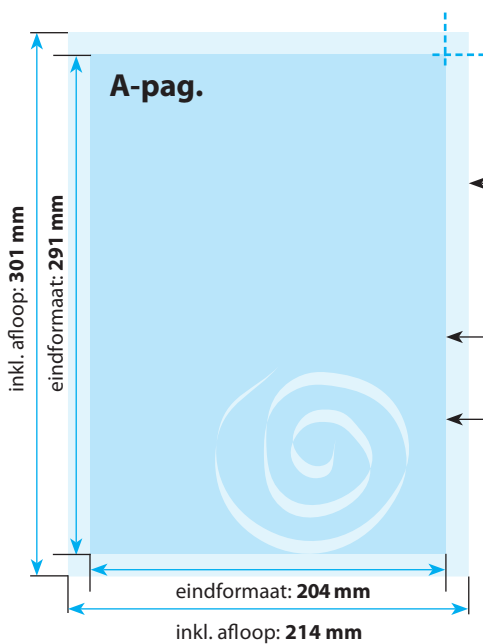 A-pag.
inkl. afloop: 301 mm
eindformaat: 291 mm
eindformaat: 204 mm
inkl. afloop: 214 mm